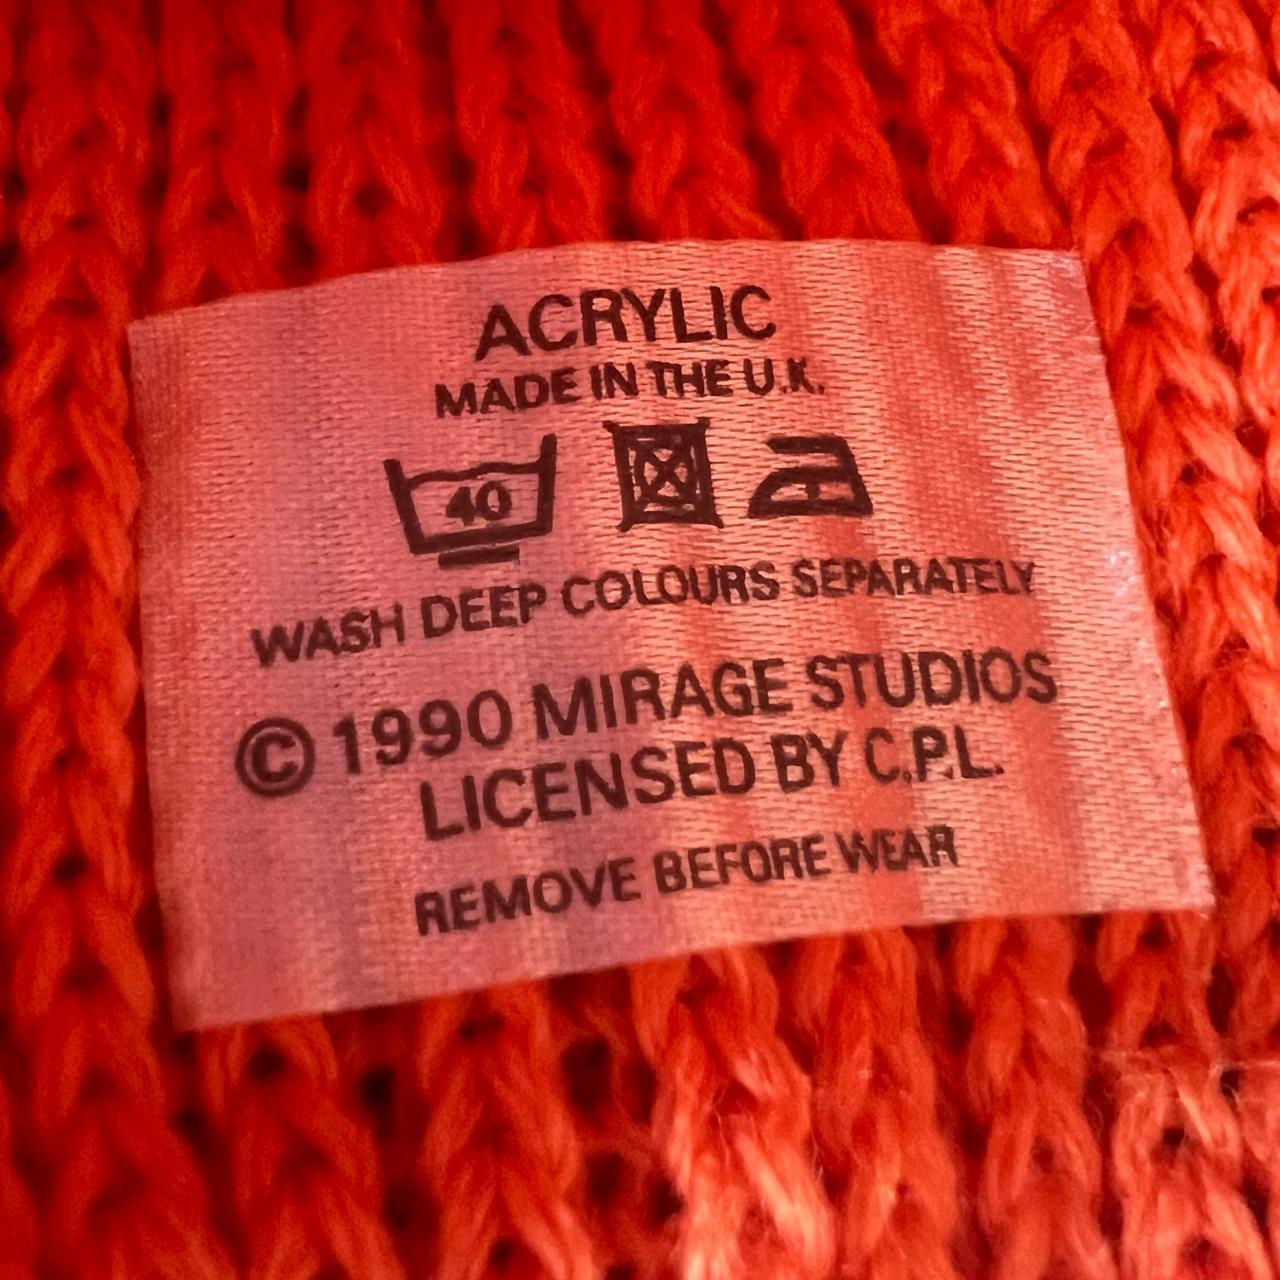 ACRYLIC
MADE IN THE U.K.
40
WASH DEEP COLOURS SEPARATELY
© 1990 MIRAGE STUDIOS
LICENSED BY C.P.L.
REMOVE BEFORE WEAR